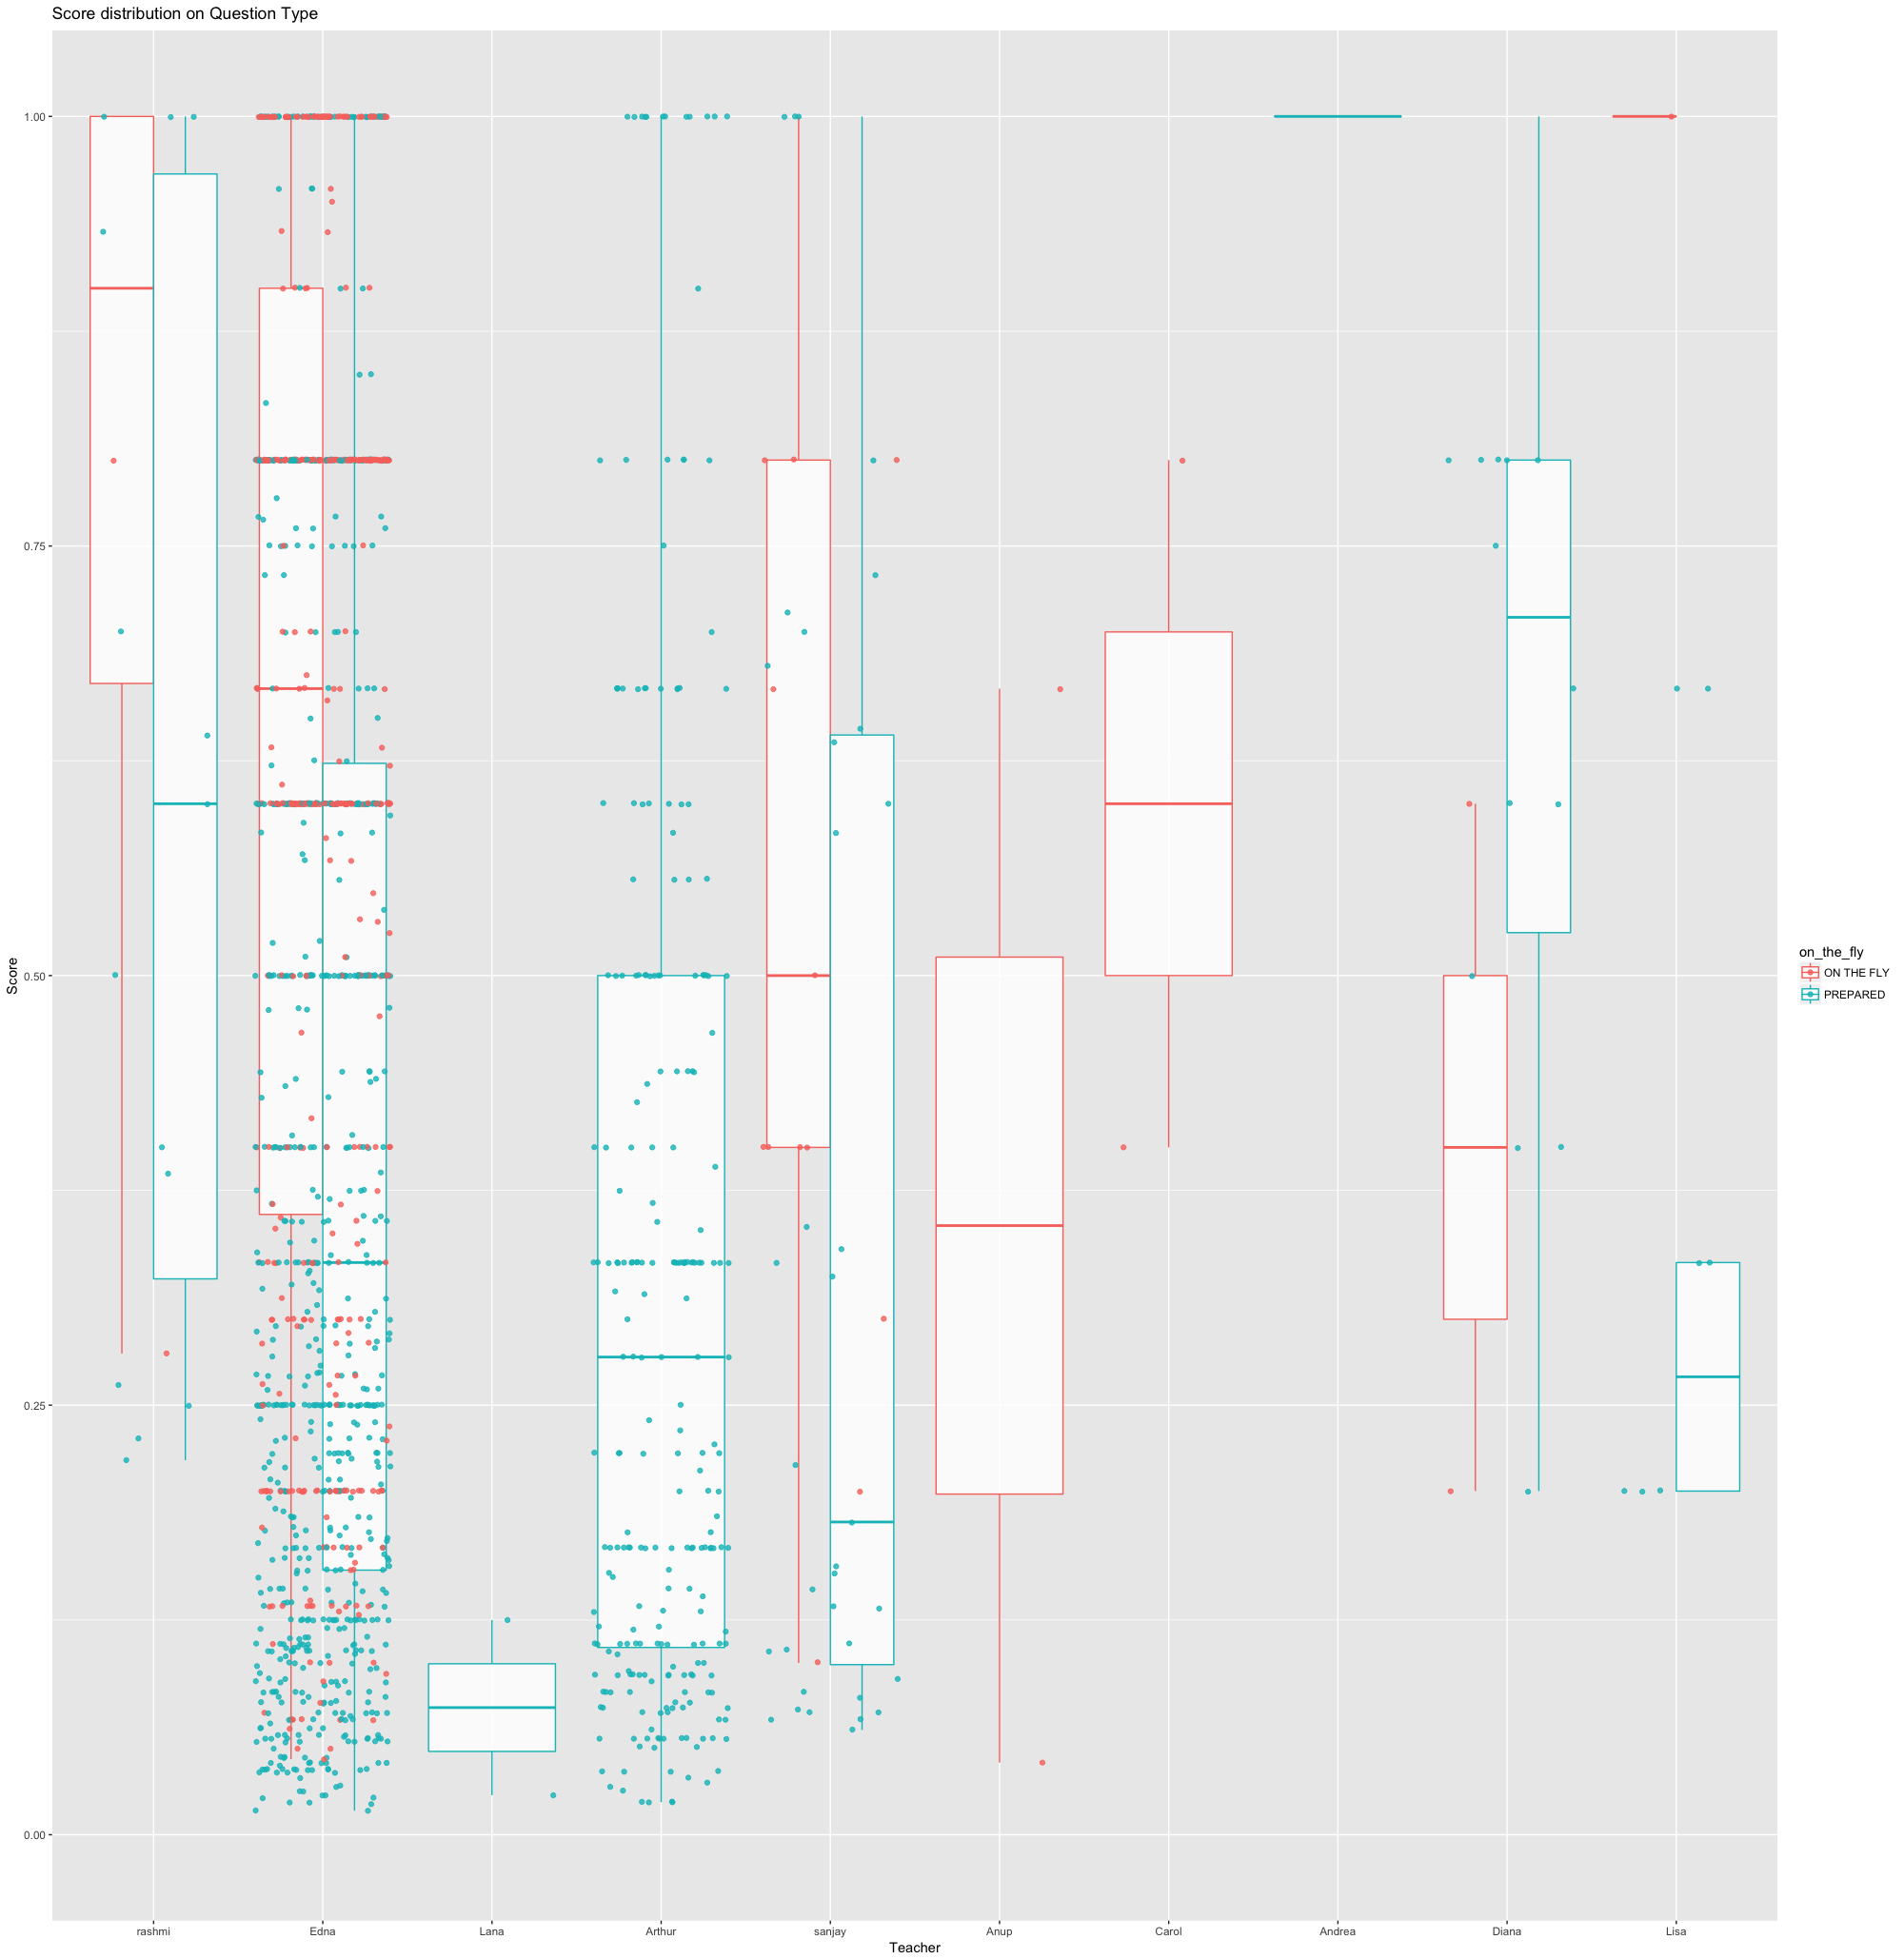 Score distribution on Question Type
1.00
0.75
0.50
0.25
0.00
Score
rashmi Edna Lana Arthur sanjay Anup Carol Andrea Diana Lisa
Teacher
on_the_fly
ON THE FLY
PREPARED